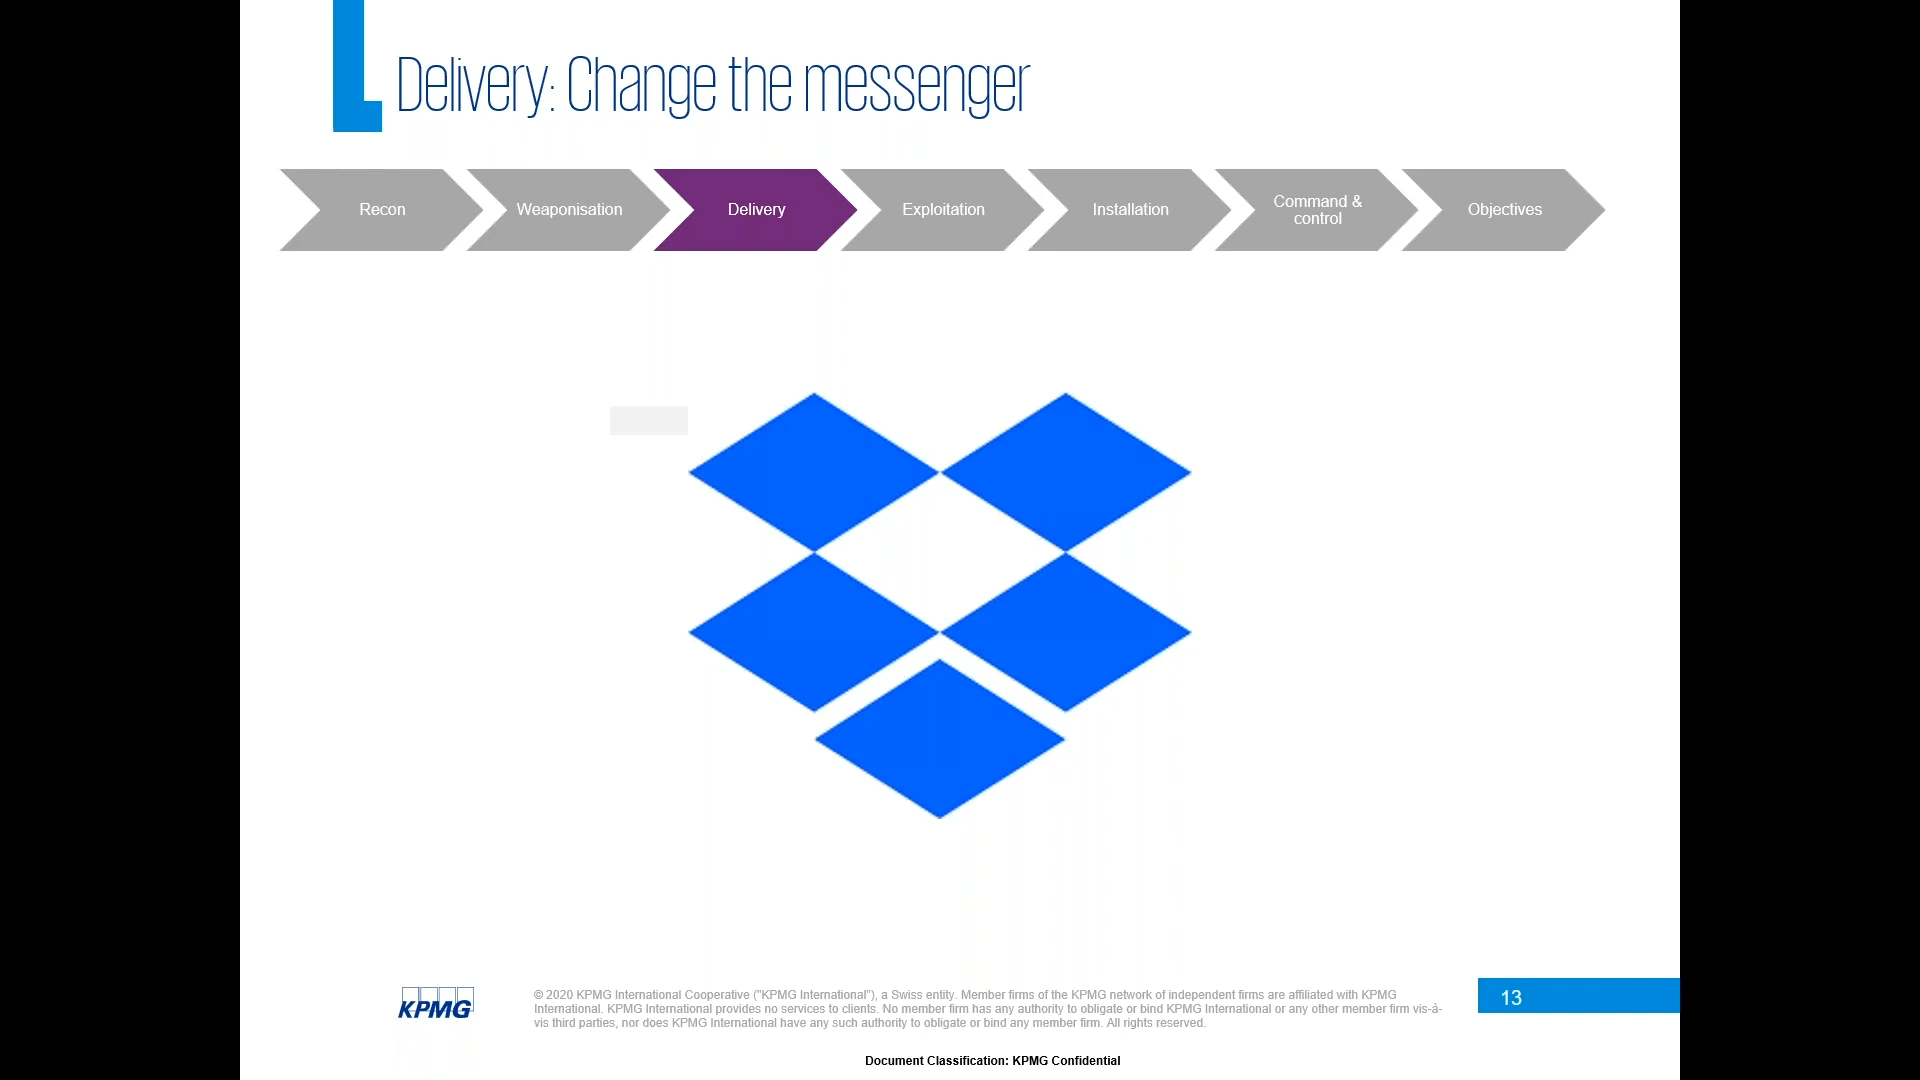 Delivery: Change the messenger
Recon
Weaponisation
Delivery
Exploitation
Installation
Command &
control
Objectives
KPMG
© 2020 KPMG International Cooperative ("KPMG International"), a Swiss entity. Member firms of the KPMG network of independent firms are affiliated with KPMG
International. KPMG International provides no services to clients. No member firm has any authority to obligate or bind KPMG International or any other member firm vis-à-
vis third parties, nor does KPMG International have any such authority to obligate or bind any member firm. All rights reserved.
13
Document Classification: KPMG Confidential